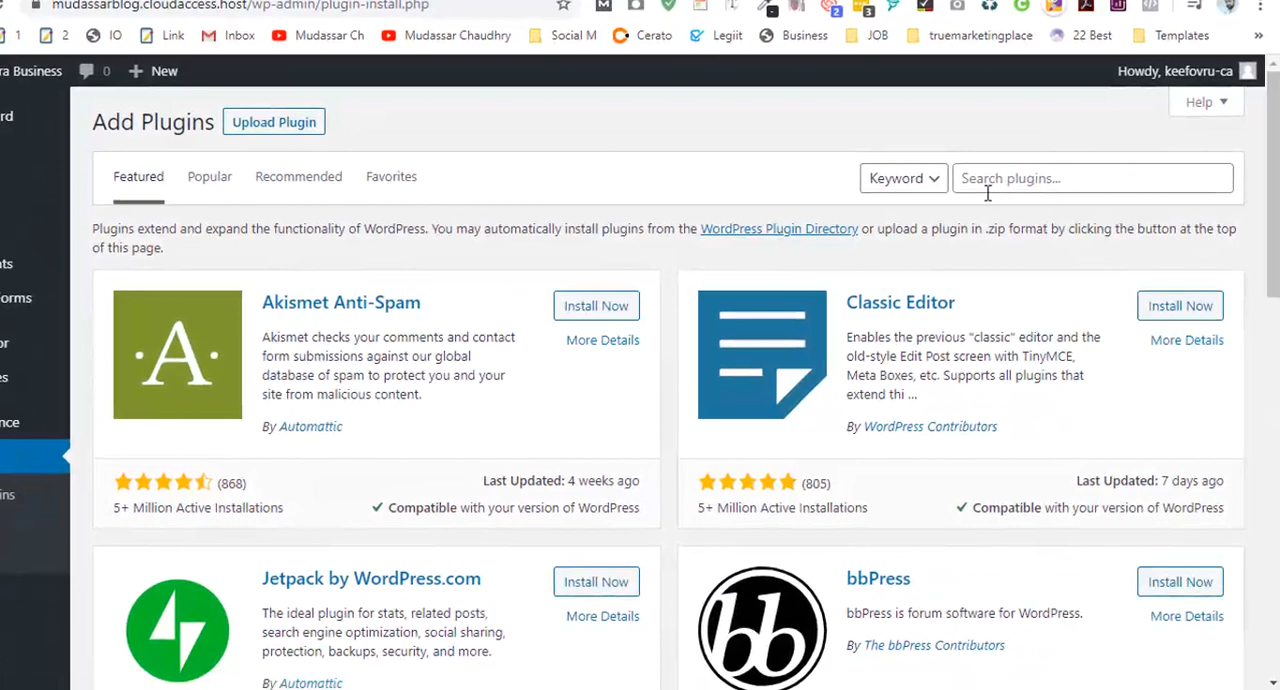 mudassarblog.cloudaccess.host/wp-admin/plugin-install.php
2 3
1 2 IO Link Inbox Mudassar Ch Mudassar Chaudhry Social M Cerato Legiit Business JOB truemarketingplace 22 Best Templates »
ra Business 0 + New Howdy, keefovru-ca
Help
rd
Add Plugins Upload Plugin
Featured Popular Recommended Favorites Keyword Search plugins...
Plugins extend and expand the functionality of WordPress. You may automatically install plugins from the WordPress Plugin Directory or upload a plugin in .zip format by clicking the button at the top
of this page.
nts
orms
or
es
nce
ins
Akismet Anti-Spam Install Now
More Details
Akismet checks your comments and contact
form submissions against our global
database of spam to protect you and your
site from malicious content.
By Automattic
A
(868) Last Updated: 4 weeks ago
5+ Million Active Installations Compatible with your version of WordPress
Classic Editor Install Now
More Details
Enables the previous "classic" editor and the
old-style Edit Post screen with TinyMCE,
Meta Boxes, etc. Supports all plugins that
extend thi ...
By WordPress Contributors
(805) Last Updated: 7 days ago
5+ Million Active Installations Compatible with your version of WordPress
Jetpack by WordPress.com Install Now
More Details
The ideal plugin for stats, related posts,
search engine optimization, social sharing,
protection, backups, security, and more.
By Automattic
bbPress Install Now
More Details
bbPress is forum software for WordPress.
By The bbPress Contributors
bb